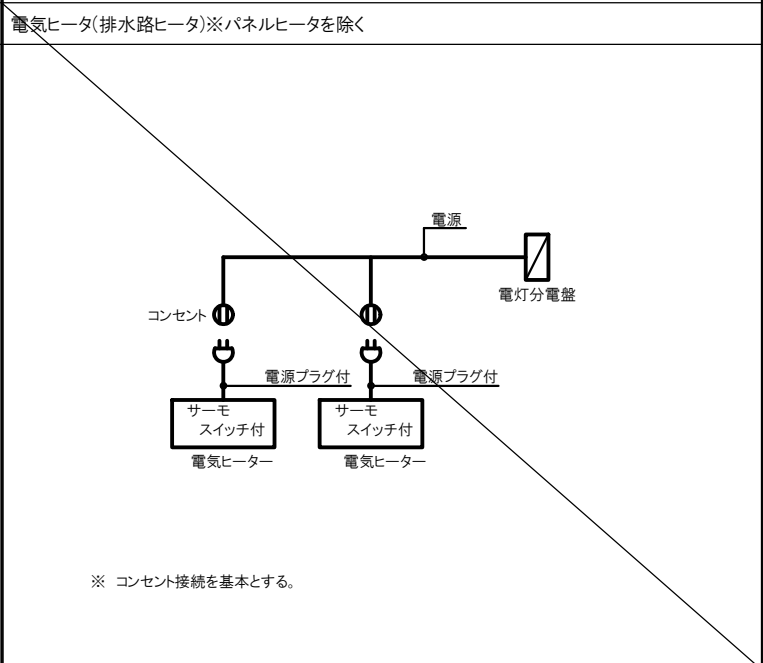 電気ヒータ(排水路ヒータ)※パネルヒータを除く
電源
電灯分電盤
コンセント
電源プラグ付
電源プラグ付
サーモ
スイッチ付
サーモ
スイッチ付
電気ヒーター
電気ヒーター
※ コンセント接続を基本とする。